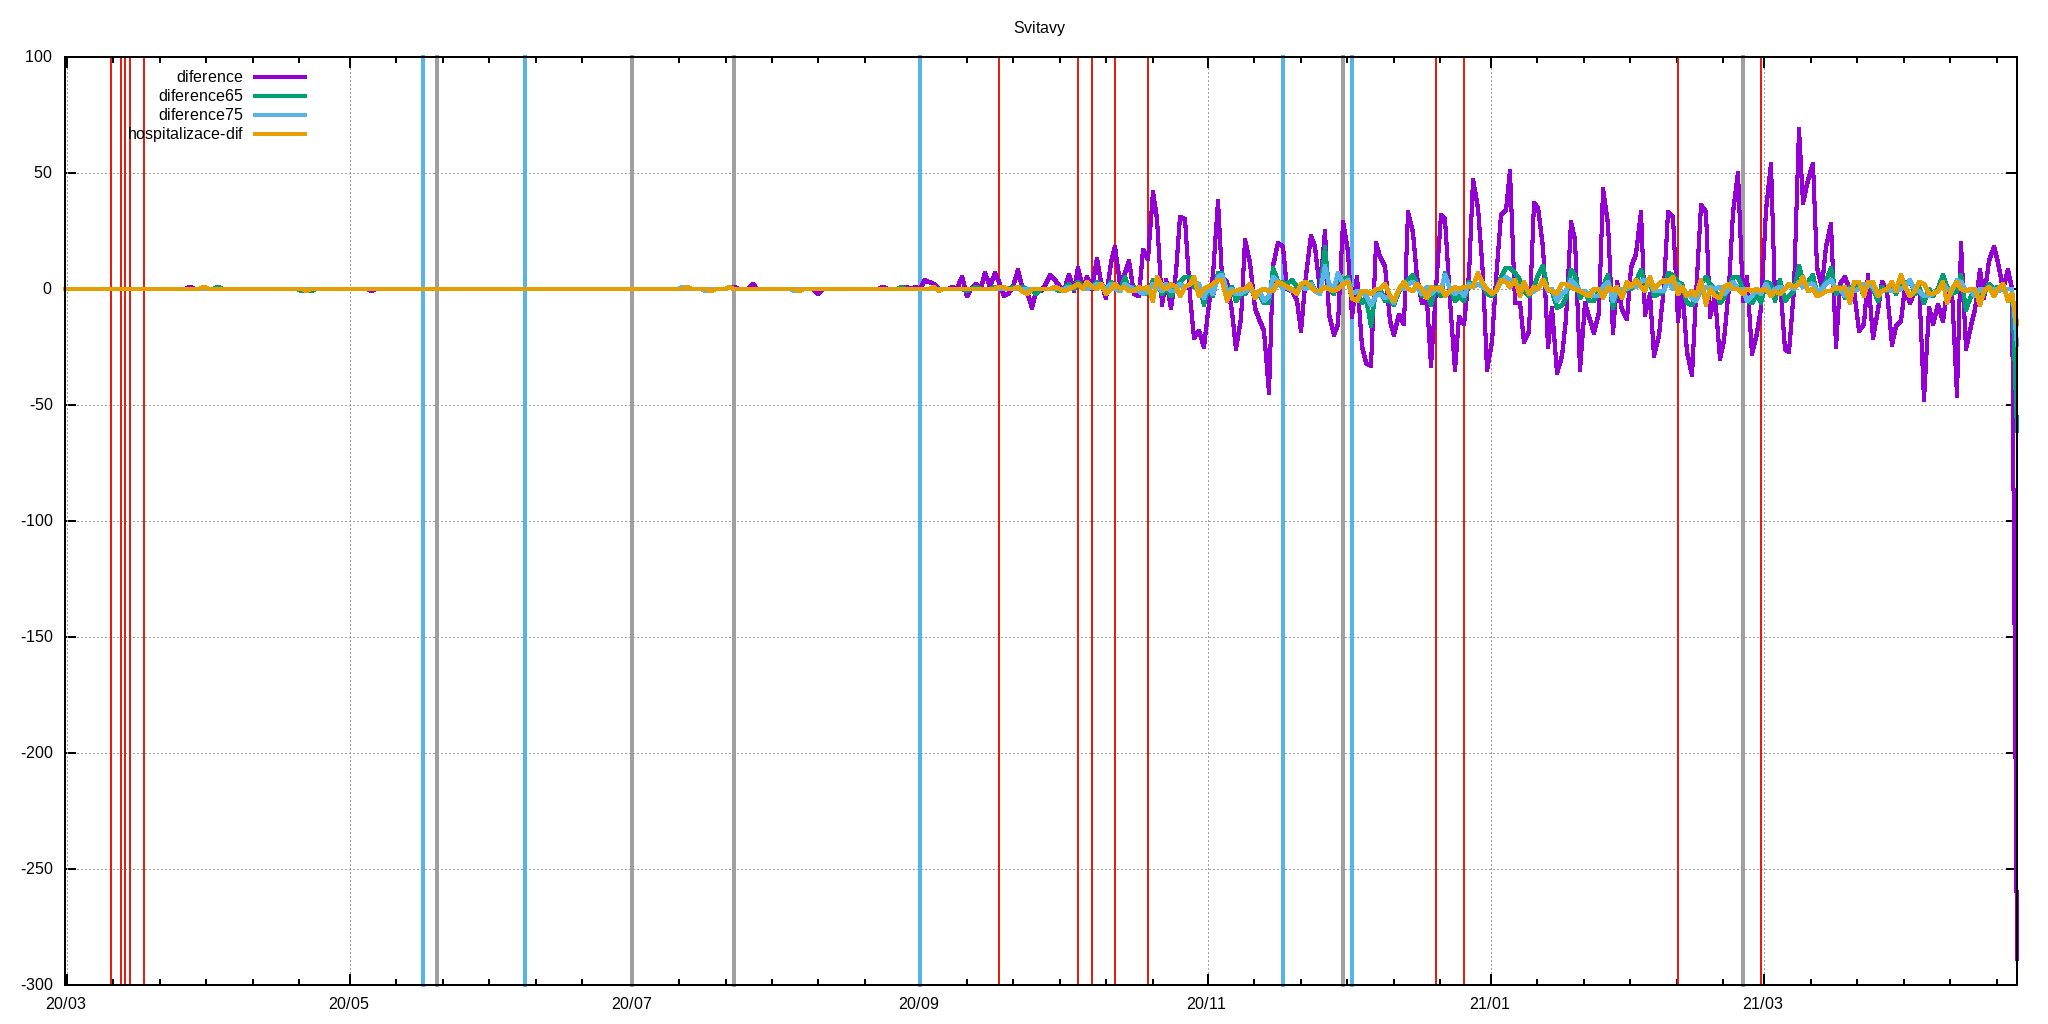 Svitavy
diference
diference65
diference75
hospitalizace-dif
100
50
0
-50
-100
-150
-200
-250
-300
20/03 20/05 20/07 20/09 20/11 21/01 21/03